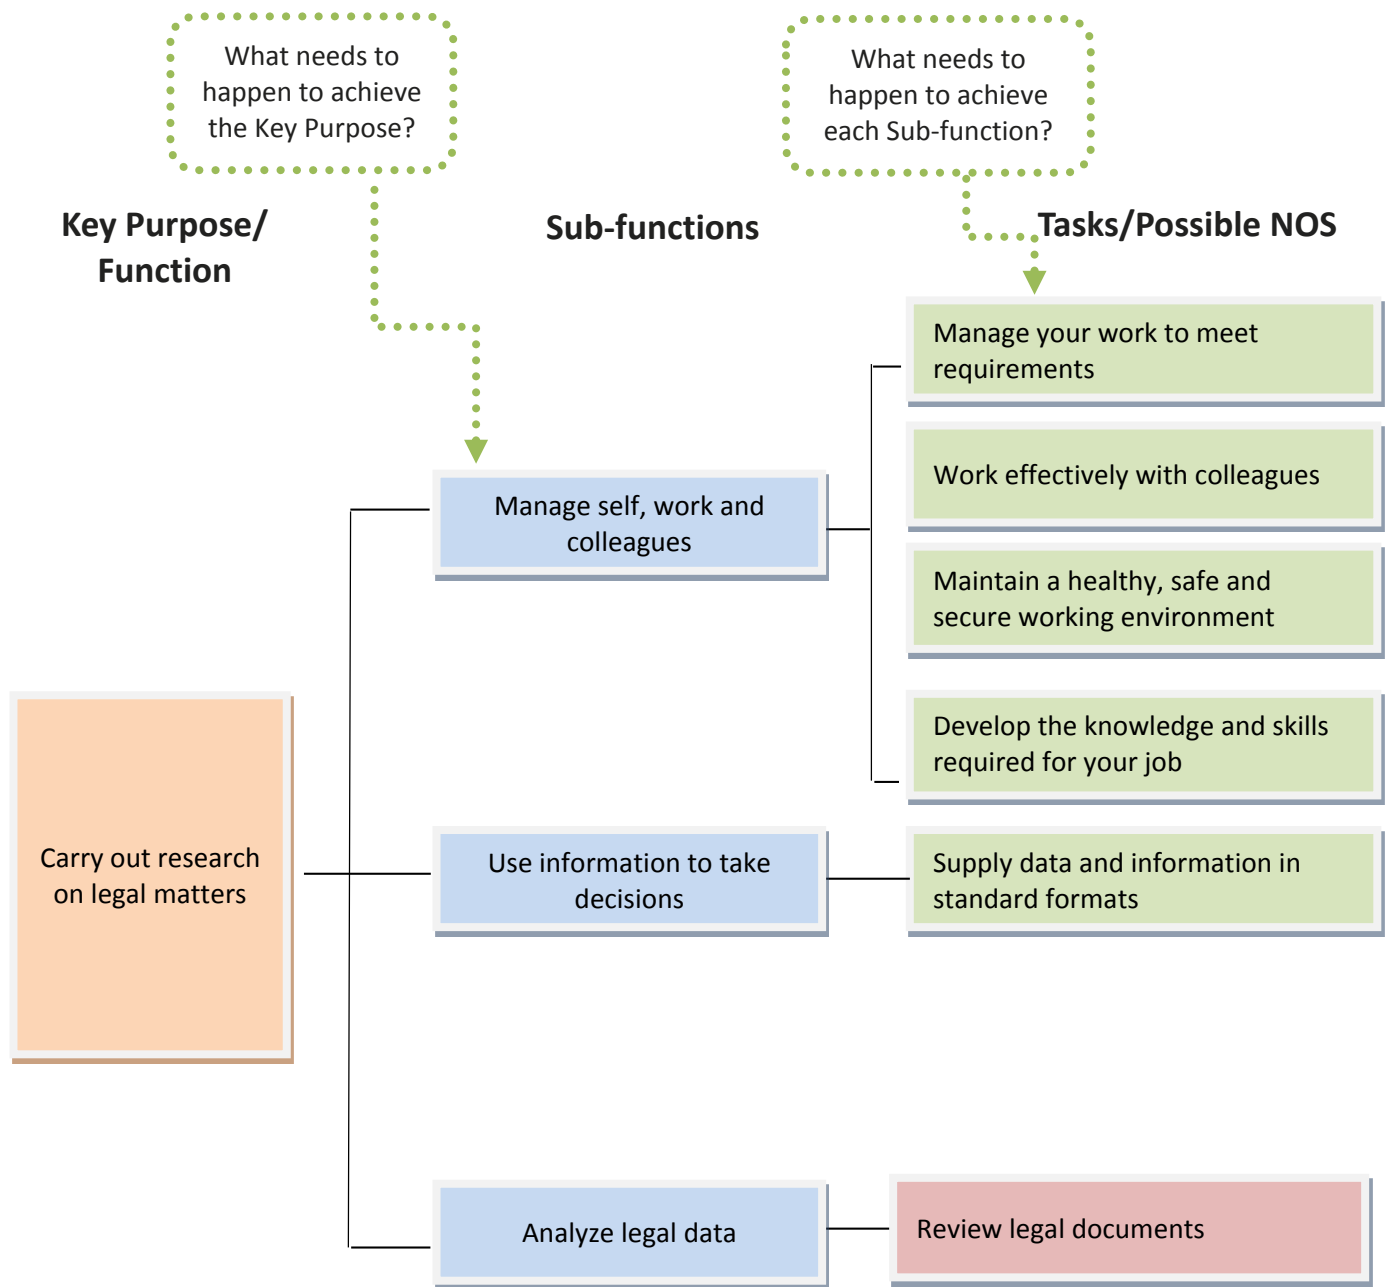 What needs to
happen to achieve
the Key Purpose?
What needs to
happen to achieve
each Sub-function?
Key Purpose/
Function
Sub-functions
Tasks/Possible NOS
Manage your work to meet
requirements
Work effectively with colleagues
Manage self, work and
colleagues
Maintain a healthy, safe and
secure working environment
Develop the knowledge and skills
required for your job
Carry out research
on legal matters
Use information to take
decisions
Supply data and information in
standard formats
Analyze legal data
Review legal documents